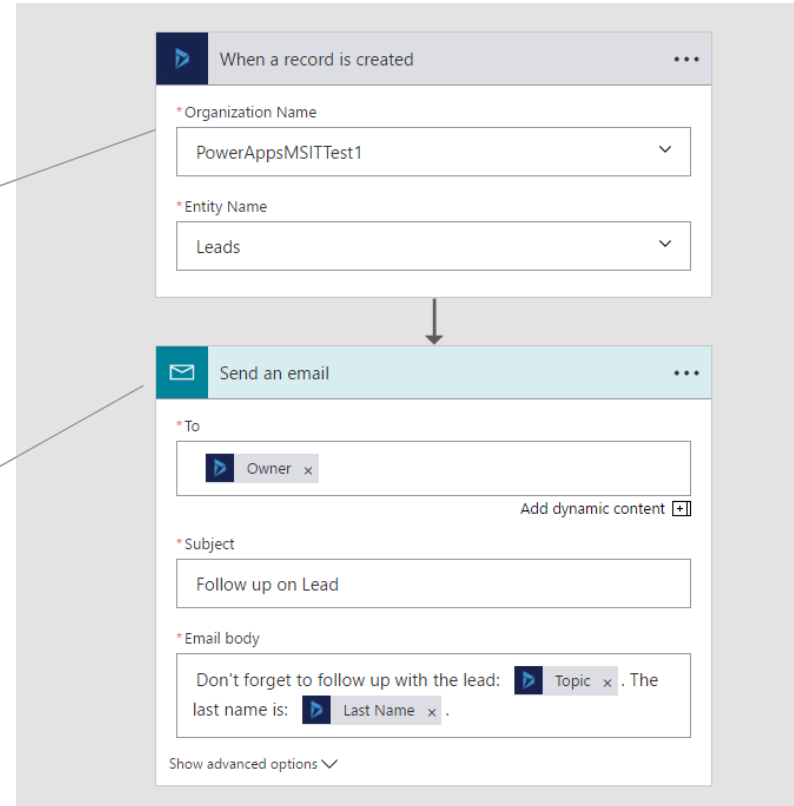 When a record is created
*Organization Name
PowerAppsMSITTest1
*Entity Name
Leads
Send an email
*To
Owner ×
Add dynamic content
*Subject
Follow up on Lead
*Email body
Don't forget to follow up with the lead: Topic × . The
last name is: Last Name × .
Show advanced options